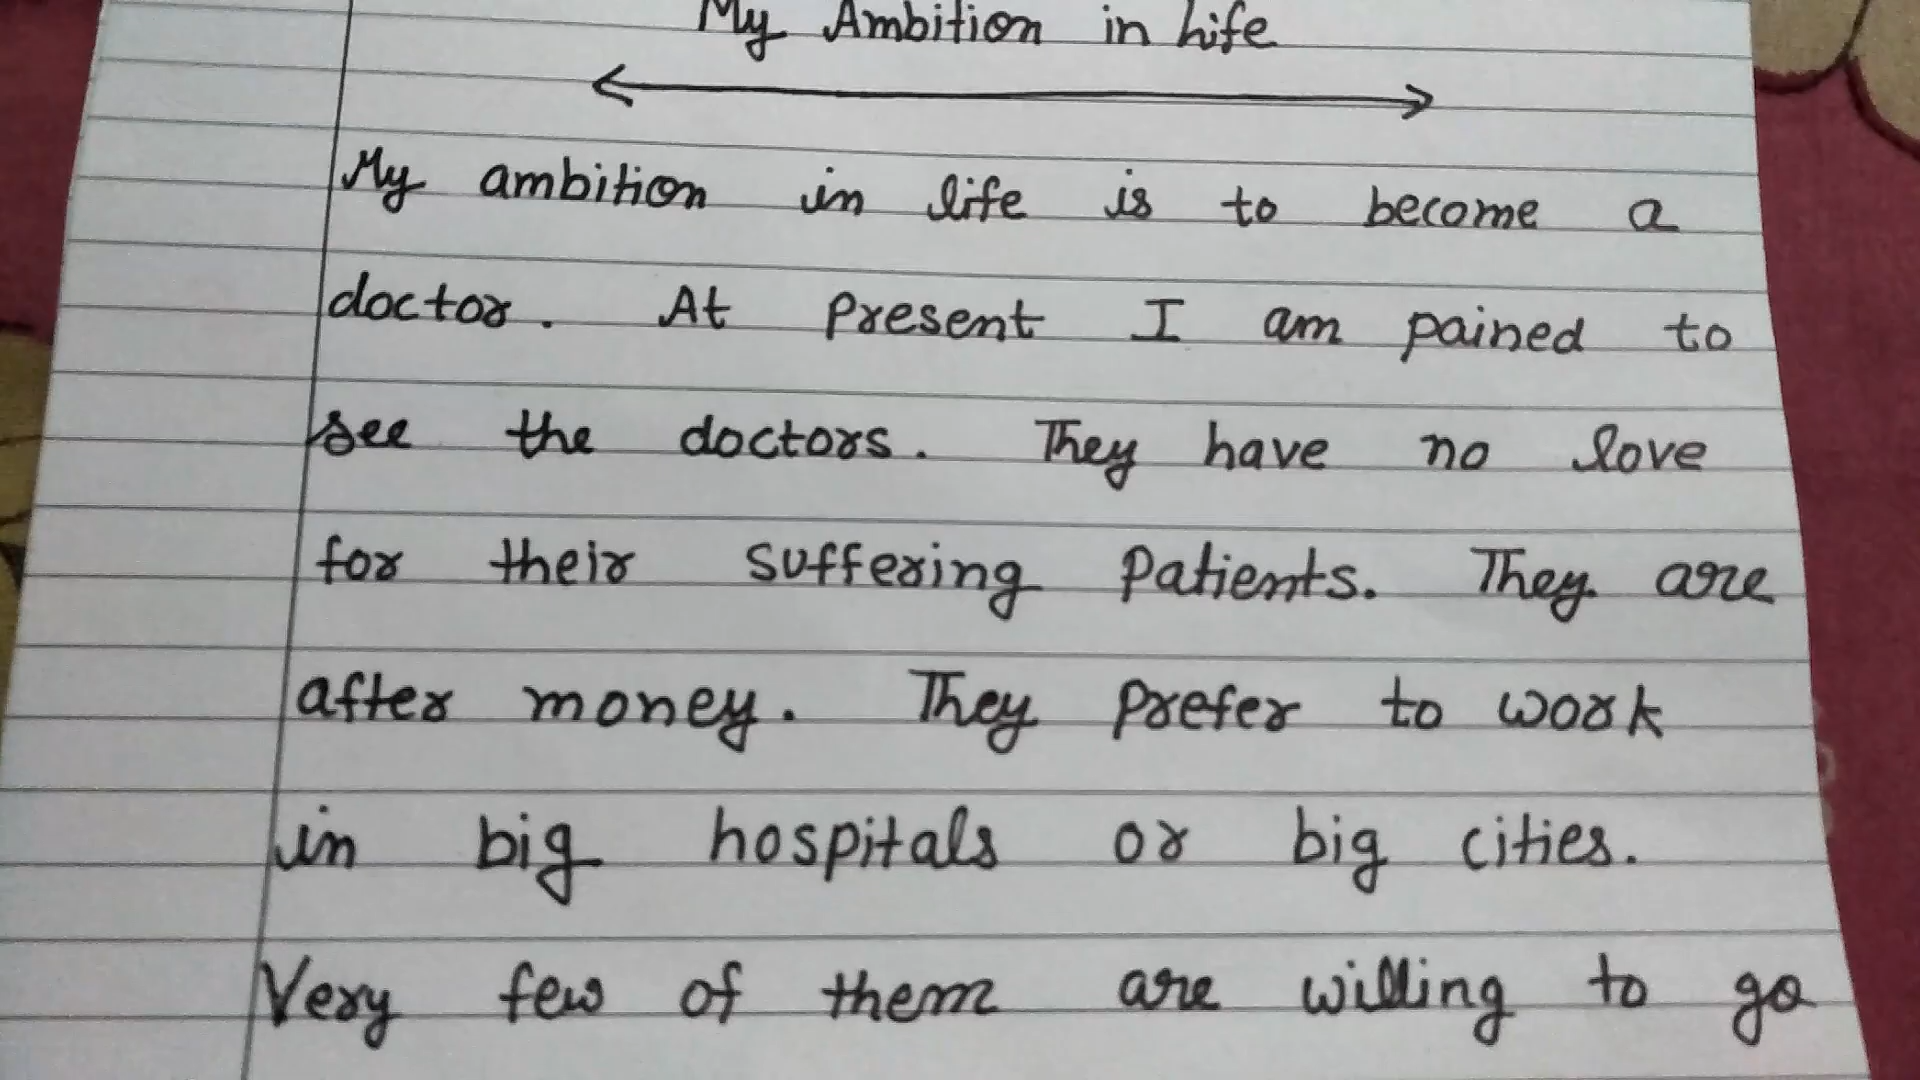 My Ambition in Life
My ambition in life is to become a
doctor. At Present I am pained to
see the doctors. They have no love
for their suffering Patients. They are
after money. They Prefer to work
in big hospitals or big cities.
Very few of them are willing to go